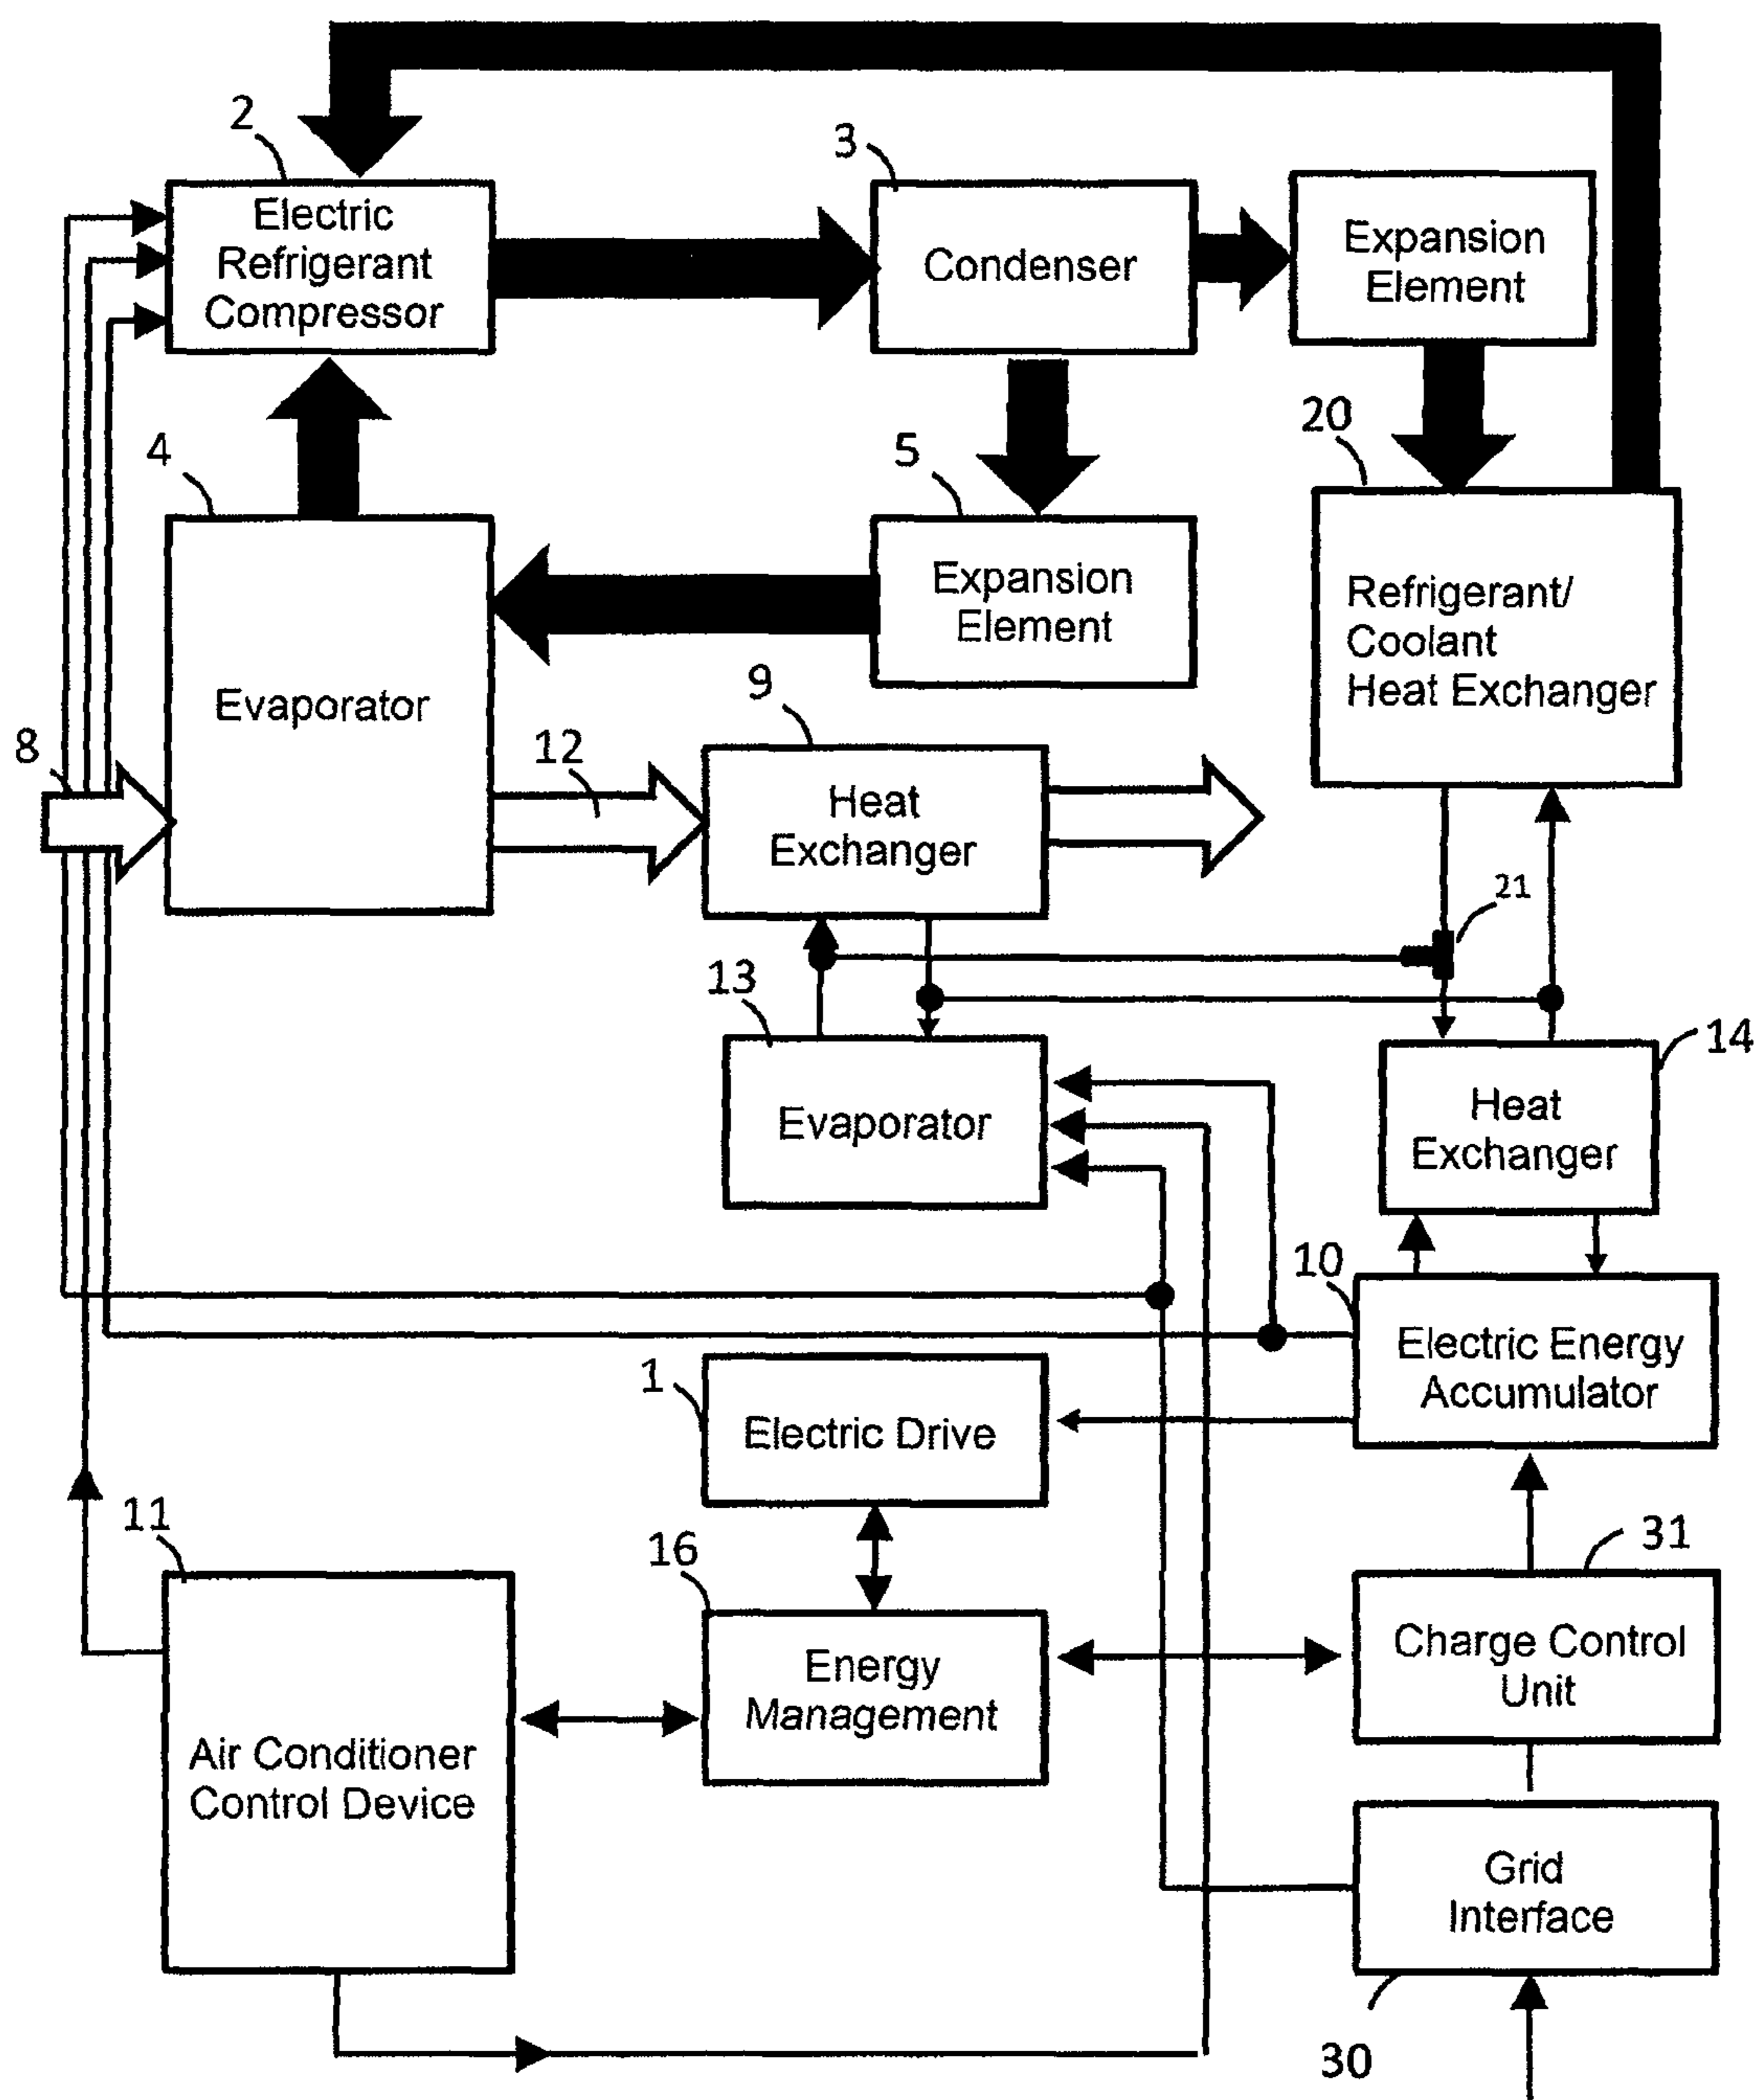 2
Electric
Refrigerant
Compressor
3
Condenser
Expansion
Element
4
Evaporator
5
Expansion
Element
20
Refrigerant/
Coolant
Heat Exchanger
8
12
9
Heat
Exchanger
21
13
Evaporator
14
Heat
Exchanger
10
Electric Energy
Accumulator
1
Electric Drive
11
Air Conditioner
Control Device
16
Energy
Management
31
Charge Control
Unit
Grid
Interface
30